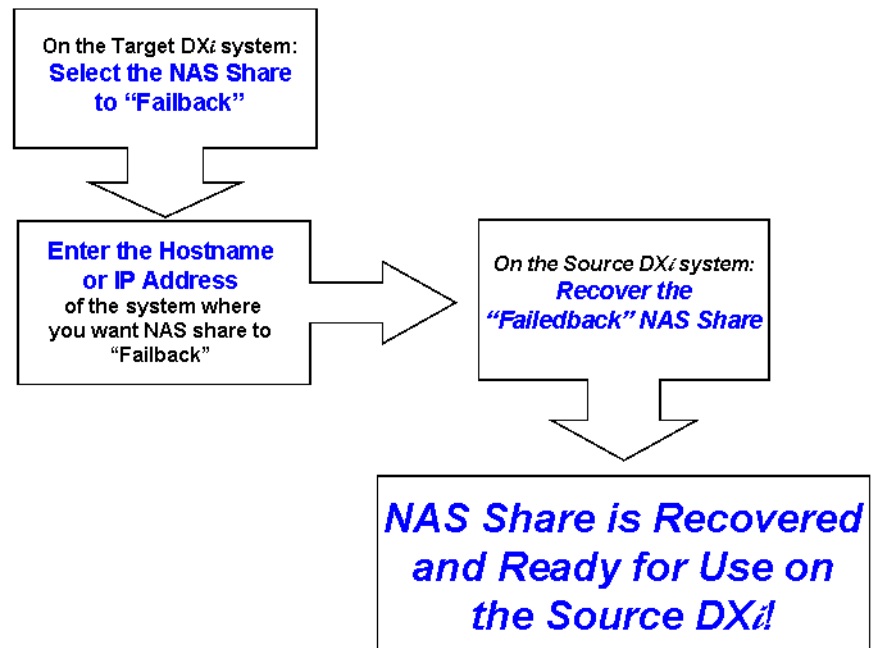 On the Target DXi system:
Select the NAS Share
to “Failback”
Enter the Hostname
or IP Address
of the system where
you want NAS share to
“Failback”
On the Source DXi system:
Recover the
“Failedback” NAS Share
NAS Share is Recovered
and Ready for Use on
the Source DXi!